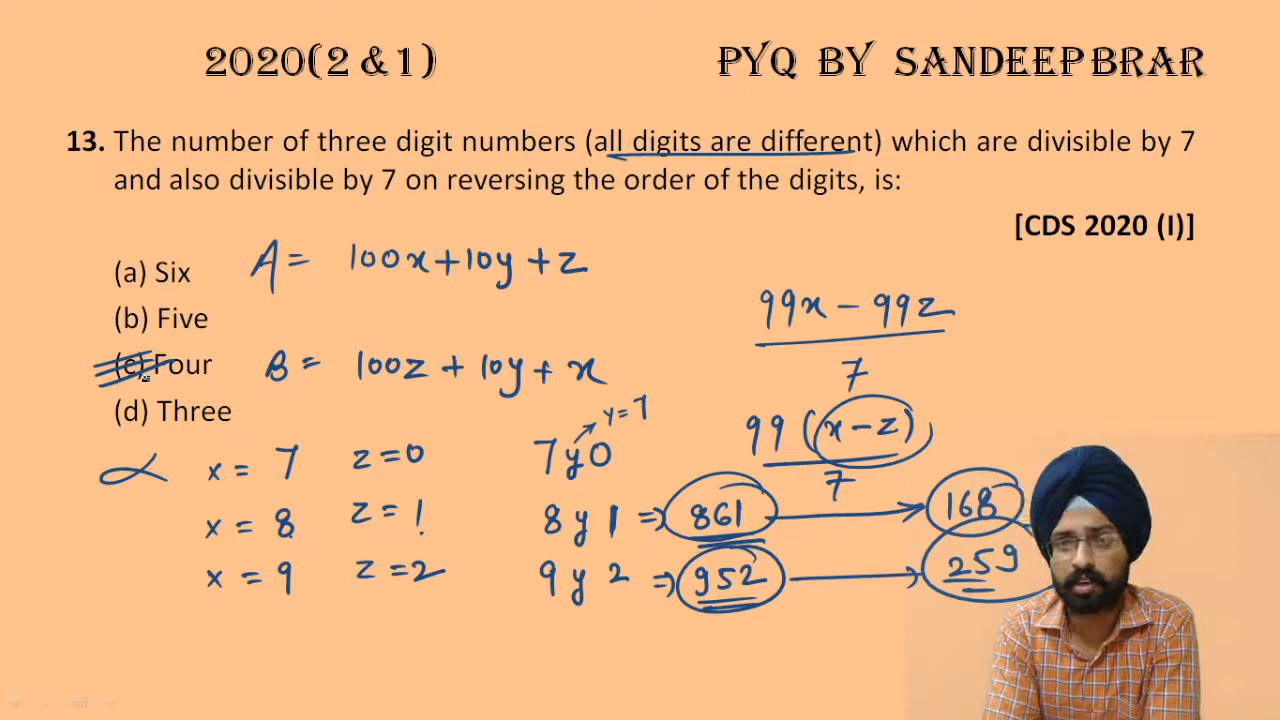 2020(2 & 1)
PYQ BY SANDEEP BRAR
13. The number of three digit numbers (all digits are different) which are divisible by 7
and also divisible by 7 on reversing the order of the digits, is:
[CDS 2020 (I)]
(a) Six
(b) Five
(c) Four
(d) Three
A = 100x+10y+z
B = 100z + 10y + x
99x - 99z
7
99 (x-z)
7
x = 7 z=0 7y0 y=7
x = 8 z = 1 8y1 => 861 → 168
x = 9 z = 2 9y2 => 952 → 259